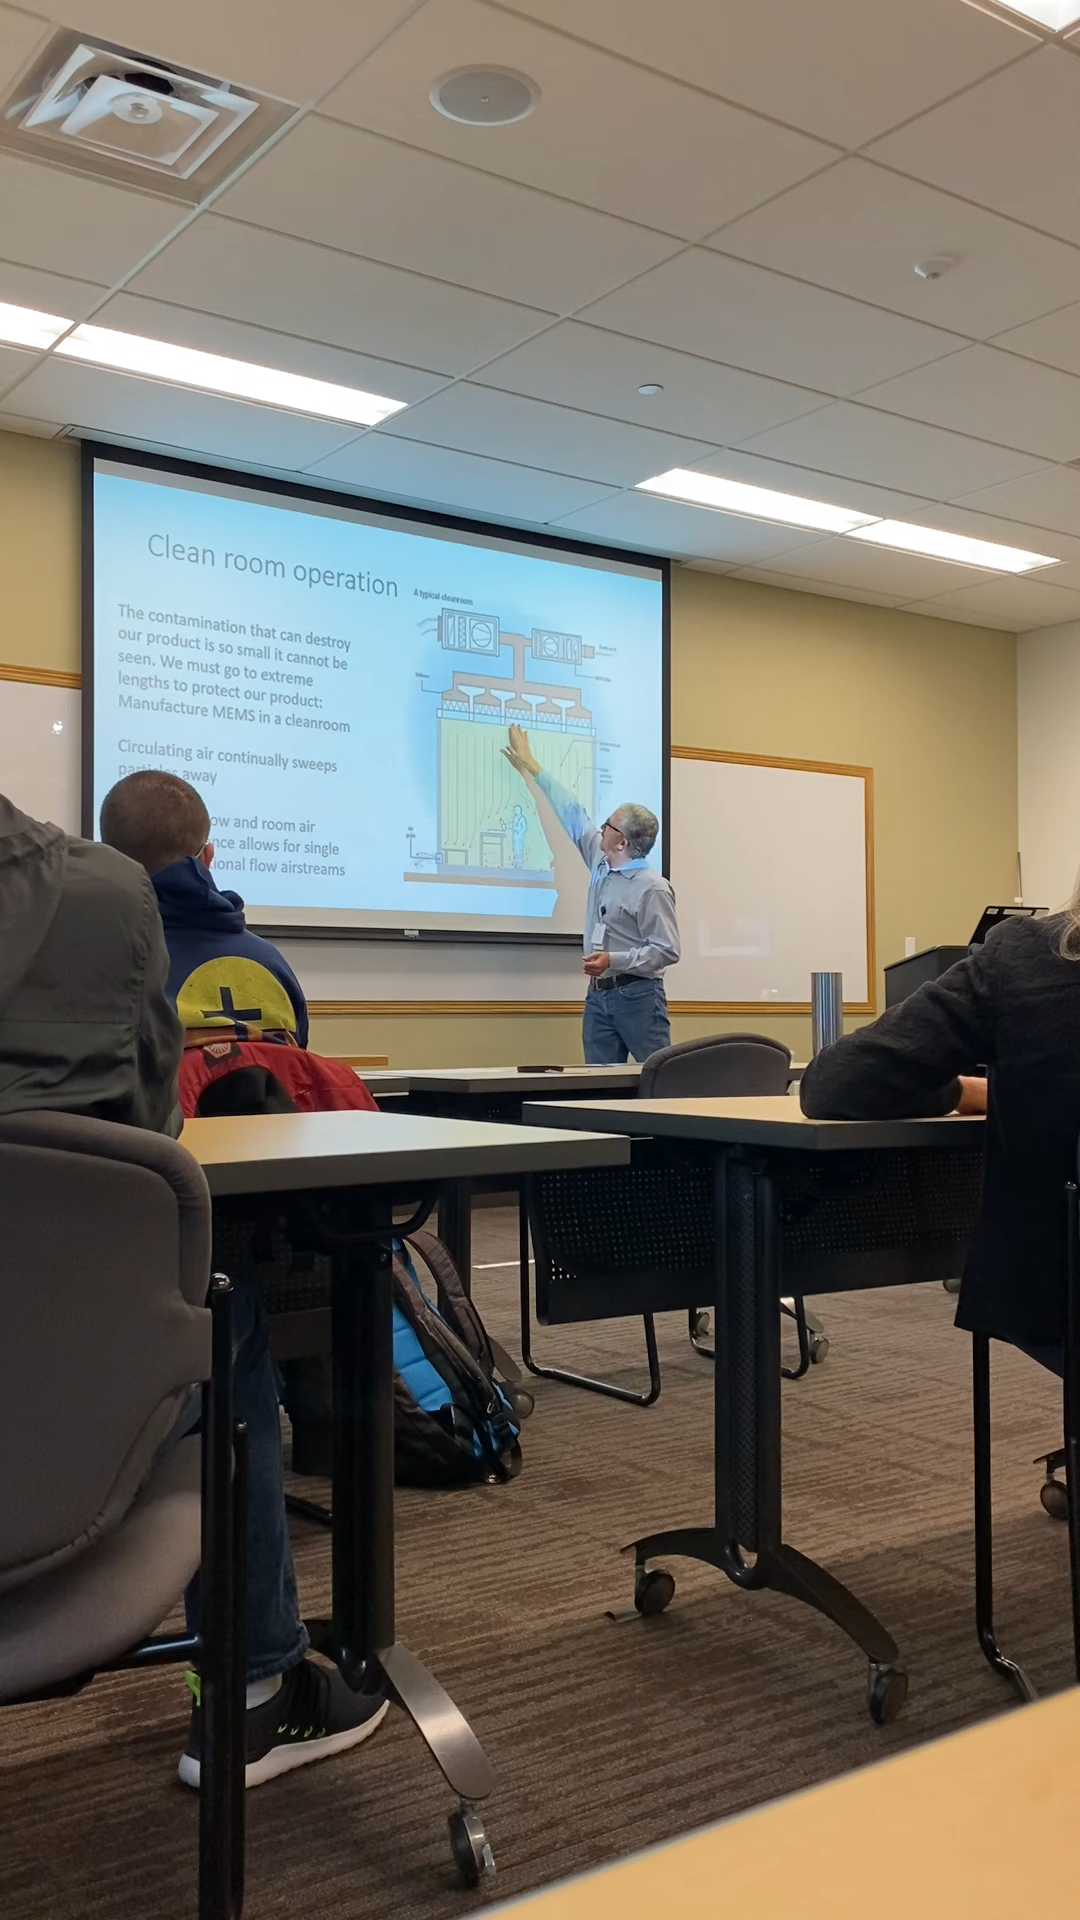 Clean room operation
A typical cleanroom
The contamination that can destroy
our product is so small it cannot be
seen. We must go to extreme
lengths to protect our product:
Manufacture MEMS in a cleanroom
Circulating air continually sweeps
away
ow and room air
nce allows for single
tional flow airstreams